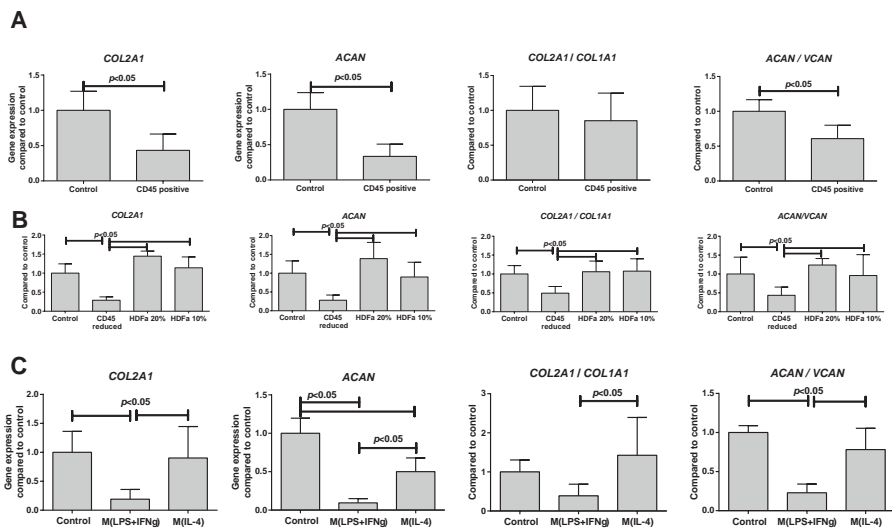 A
COL2A1
p<0.05
Gene expression
compared to control
1.5
1.0
0.5
0.0
Control
CD45 positive
ACAN
p<0.05
Gene expression
compared to control
1.5
1.0
0.5
0.0
Control
CD45 positive
COL2A1 / COL1A1
Compared to control
1.5
1.0
0.5
0.0
Control
CD45 positive
ACAN / VCAN
p<0.05
Compared to control
1.5
1.0
0.5
0.0
Control
CD45 positive
B
COL2A1
p<0.05
Compared to control
2.0
1.5
1.0
0.5
0.0
Control
CD45
reduced
HDFa 20%
HDFa 10%
ACAN
p<0.05
Compared to control
2.0
1.5
1.0
0.5
0.0
Control
CD45
reduced
HDFa 20%
HDFa 10%
COL2A1 / COL1A1
p<0.05
Compared to control
2.0
1.5
1.0
0.5
0.0
Control
CD45
reduced
HDFa 20%
HDFa 10%
ACAN/VCAN
p<0.05
Compared to control
2.0
1.5
1.0
0.5
0.0
Control
CD45
reduced
HDFa 20%
HDFa 10%
C
COL2A1
p<0.05
Gene expression
compared to control
2.0
1.5
1.0
0.5
0.0
Control
M(LPS+IFNg)
M(IL-4)
ACAN
p<0.05
p<0.05
Gene expression
compared to control
1.5
1.0
0.5
0.0
Control
M(LPS+IFNg)
M(IL-4)
COL2A1 / COL1A1
p<0.05
Compared to control
3
2
1
0
Control
M(LPS+IFNg)
M(IL-4)
ACAN / VCAN
p<0.05
Compared to control
1.5
1.0
0.5
0.0
Control
M(LPS+IFNg)
M(IL-4)